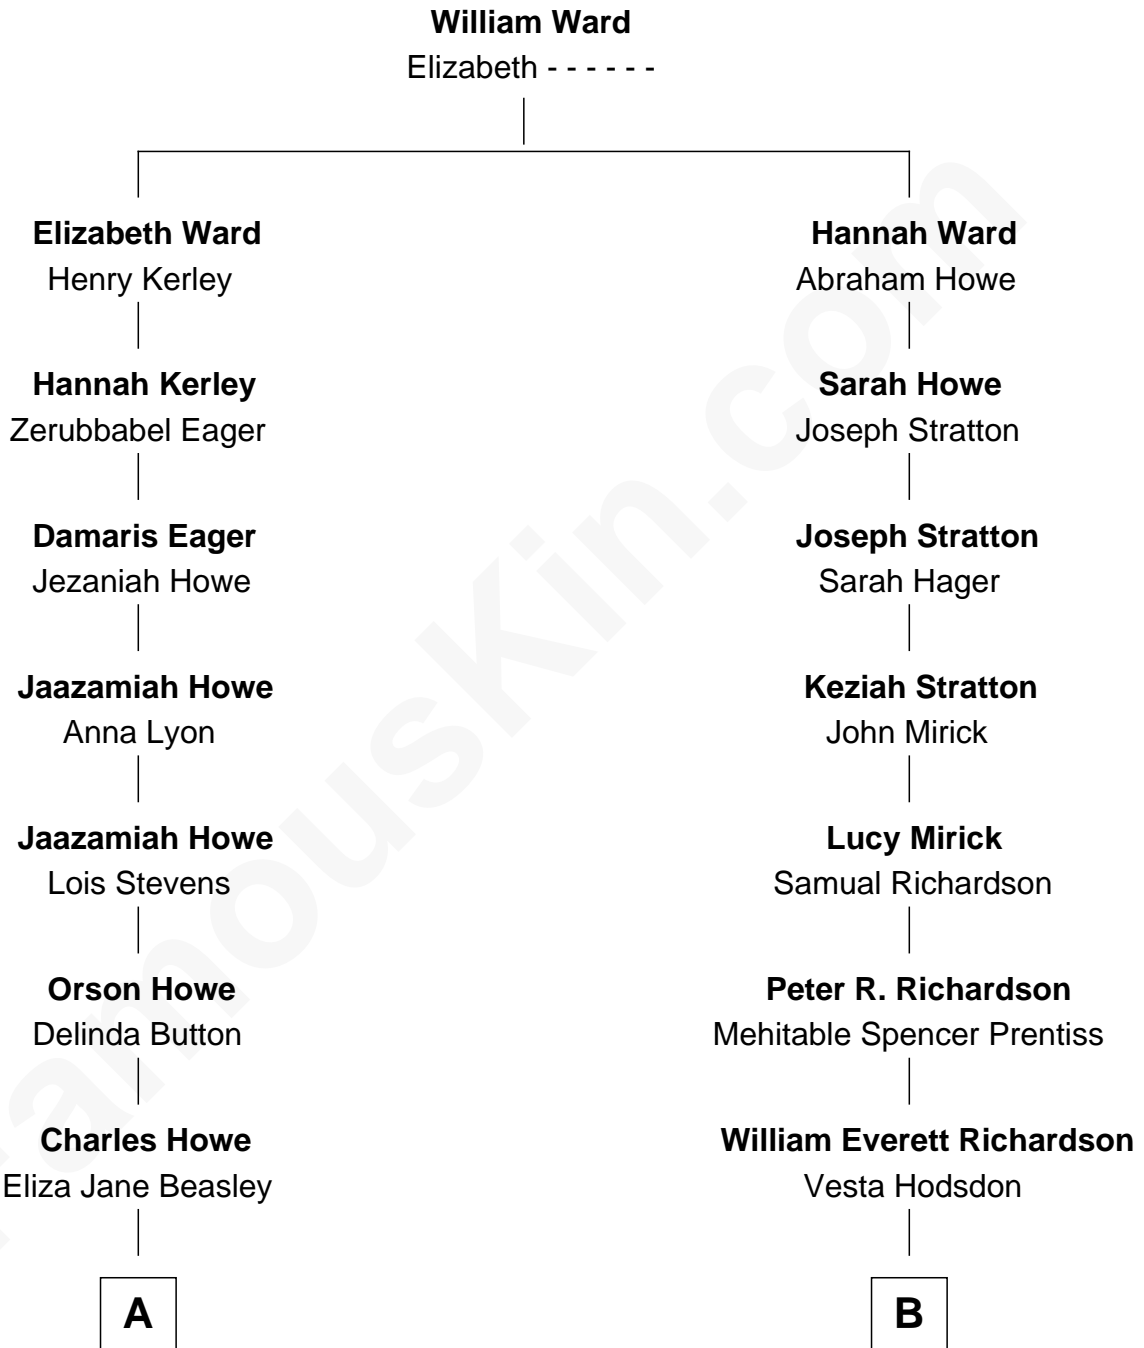 William Ward
Elizabeth - - - - - -
Elizabeth Ward
Henry Kerley
Hannah Ward
Abraham Howe
Hannah Kerley
Zerubbabel Eager
Sarah Howe
Joseph Stratton
Damaris Eager
Jezaniah Howe
Joseph Stratton
Sarah Hager
Jaazamiah Howe
Anna Lyon
Keziah Stratton
John Mirick
Jaazamiah Howe
Lois Stevens
Lucy Mirick
Samual Richardson
Orson Howe
Delinda Button
Peter R. Richardson
Mehitable Spencer Prentiss
Charles Howe
Eliza Jane Beasley
William Everett Richardson
Vesta Hodsdon
A
B
FamousKin.com